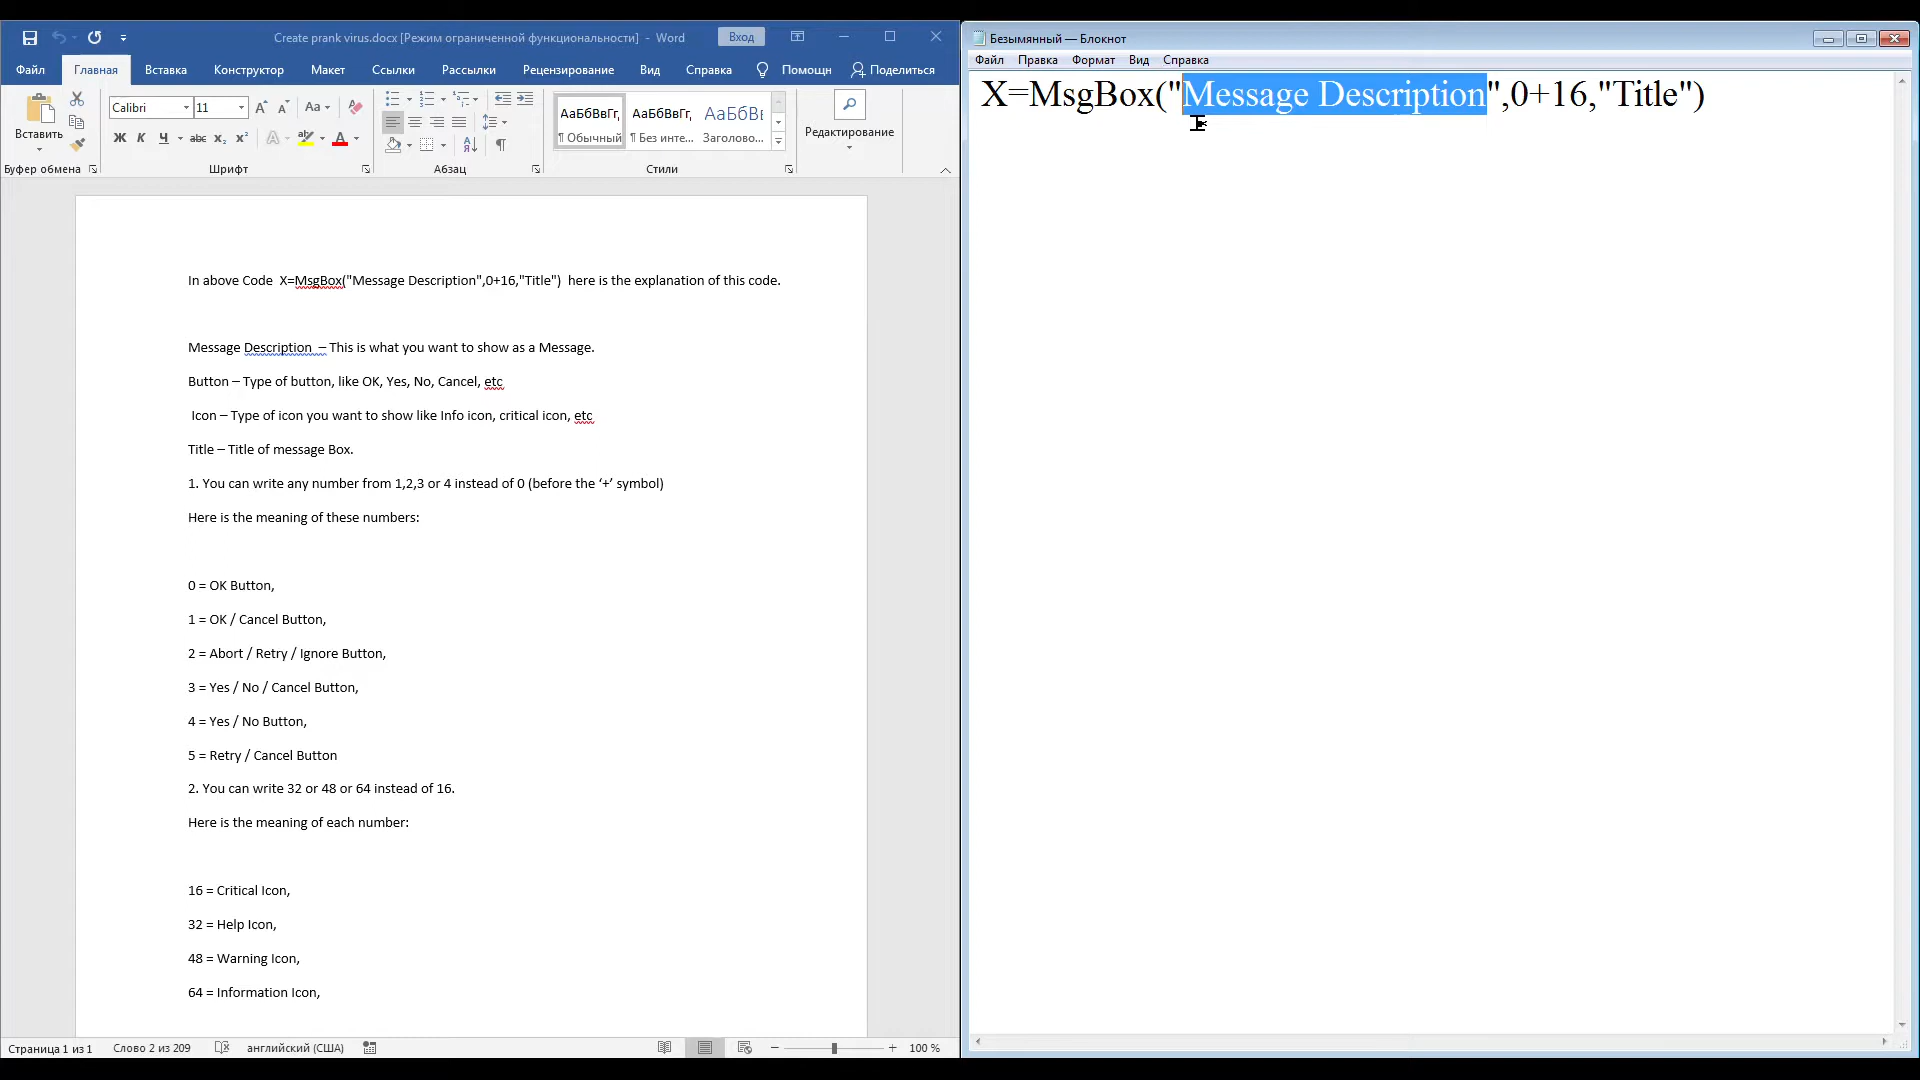 Create prank virus.docx [Режим ограниченной функциональности] - Word
Вход
Файл Главная Вставка Конструктор Макет Ссылки Рассылки Рецензирование Вид Справка Помощь Поделиться
Вставить
Calibri 11
Aa
Ж К Ч abc x₂ x² A A
АаБбВвГг, АаБбВвГг, АаБбВı
¶ Обычный ¶ Без инте... Заголово...
Редактирование
Буфер обмена Шрифт Абзац Стили
In above Code X=MsgBox("Message Description",0+16,"Title") here is the explanation of this code.
Message Description – This is what you want to show as a Message.
Button – Type of button, like OK, Yes, No, Cancel, etc
Icon – Type of icon you want to show like Info icon, critical icon, etc
Title – Title of message Box.
1. You can write any number from 1,2,3 or 4 instead of 0 (before the ‘+’ symbol)
Here is the meaning of these numbers:
0 = OK Button,
1 = OK / Cancel Button,
2 = Abort / Retry / Ignore Button,
3 = Yes / No / Cancel Button,
4 = Yes / No Button,
5 = Retry / Cancel Button
2. You can write 32 or 48 or 64 instead of 16.
Here is the meaning of each number:
16 = Critical Icon,
32 = Help Icon,
48 = Warning Icon,
64 = Information Icon,
Страница 1 из 1 Слово 2 из 209 английский (США) 100 %
Безымянный — Блокнот
Файл Правка Формат Вид Справка
X=MsgBox("Message Description",0+16,"Title")